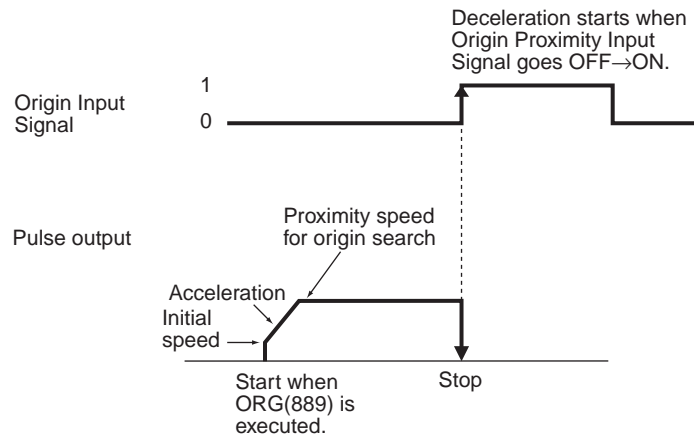 Deceleration starts when
Origin Proximity Input
Signal goes OFF→ON.
Origin Input
Signal
1
0
Pulse output
Proximity speed
for origin search
Acceleration
Initial
speed
Start when
ORG(889) is
executed.
Stop